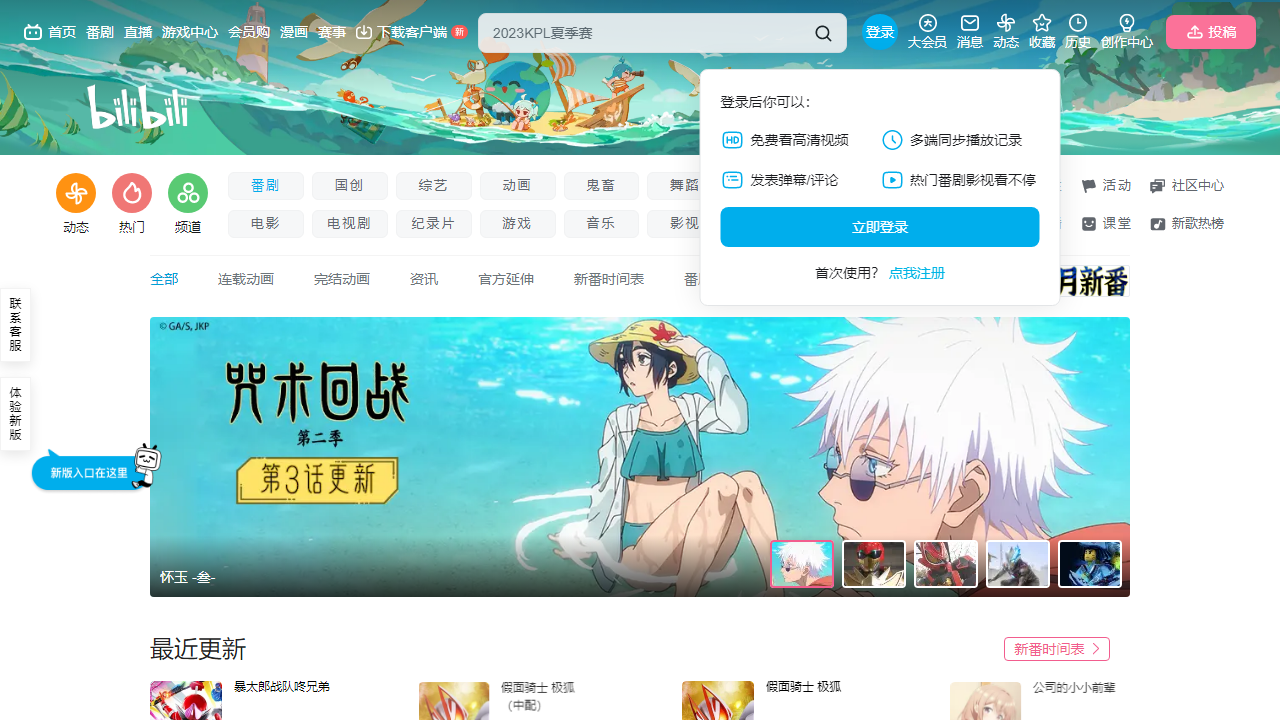 首页 番剧 直播 游戏中心 会员购 漫画 赛事 下载客户端 新
2023KPL夏季赛
登录 大会员 消息 动态 收藏 历史 创作中心 投稿
bilibili
登录后你可以：
HD 免费看高清视频 多端同步播放记录
发表弹幕/评论 热门番剧影视看不停
立即登录
首次使用？ 点我注册
动态 热门 频道
番剧 国创 综艺 动画 鬼畜 舞蹈 活动 社区中心
电影 电视剧 纪录片 游戏 音乐 影视 课堂 新歌热榜
全部 连载动画 完结动画 资讯 官方延伸 新番时间表 番
月新番
联系客服
体验新版
新版入口在这里
© GA/S, JKP
咒术回战
第二季
第3话更新
怀玉 -叁-
最近更新
新番时间表
暴太郎战队咚兄弟
假面骑士 极狐
（中配）
假面骑士 极狐
公司的小小前辈